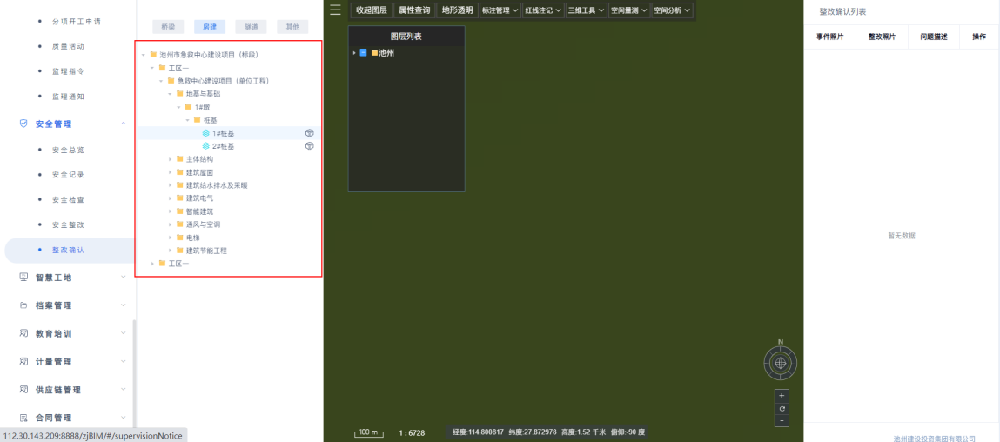 分项开工申请
质量活动
监理指令
监理通知
安全管理
安全总览
安全记录
安全检查
安全整改
整改确认
智慧工地
档案管理
教育培训
计量管理
供应链管理
合同管理
112.30.143.209:8888/zjBIM/#/supervisionNotice
桥梁 房建 隧道 其他
池州市急救中心建设项目（标段）
工区一
急救中心建设项目（单位工程）
地基与基础
1#墩
桩基
1#桩基
2#桩基
主体结构
建筑屋面
建筑给水排水及采暖
建筑电气
智能建筑
通风与空调
电梯
建筑节能工程
工区一
收起图层 属性查询 地形透明 标注管理 红线注记 三维工具 空间量测 空间分析
图层列表
池州
N
100 m
1 : 6728
经度:114.800817 纬度:27.872978 高度:1.52 千米 俯仰:-90 度
整改确认列表
事件照片 整改照片 问题描述 操作
暂无数据
池州建设投资集团有限公司